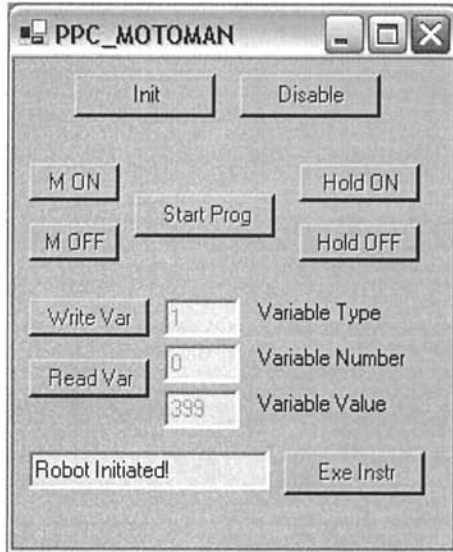 PPC_MOTOMAN
Init Disable
M ON Hold ON
Start Prog
M OFF Hold OFF
Write Var 1 Variable Type
Read Var 0 Variable Number
399 Variable Value
Robot Initiated! Exe Instr